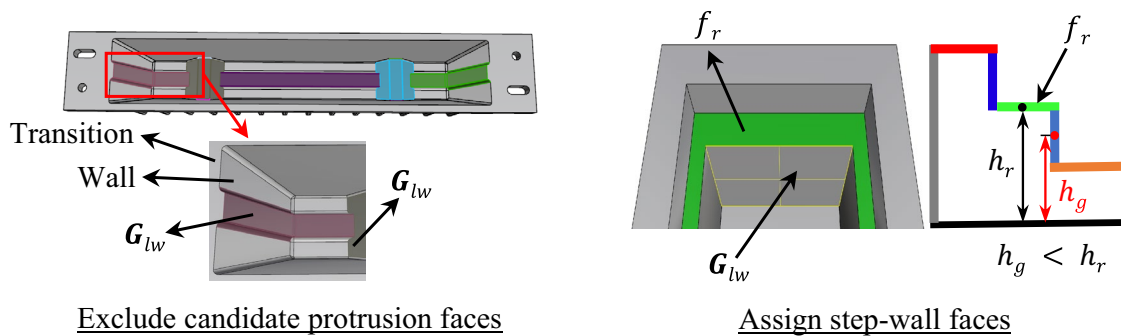 Transition
Wall
G_lw
G_lw
Exclude candidate protrusion faces
f_r
G_lw
f_r
h_r
h_g
h_g < h_r
Assign step-wall faces